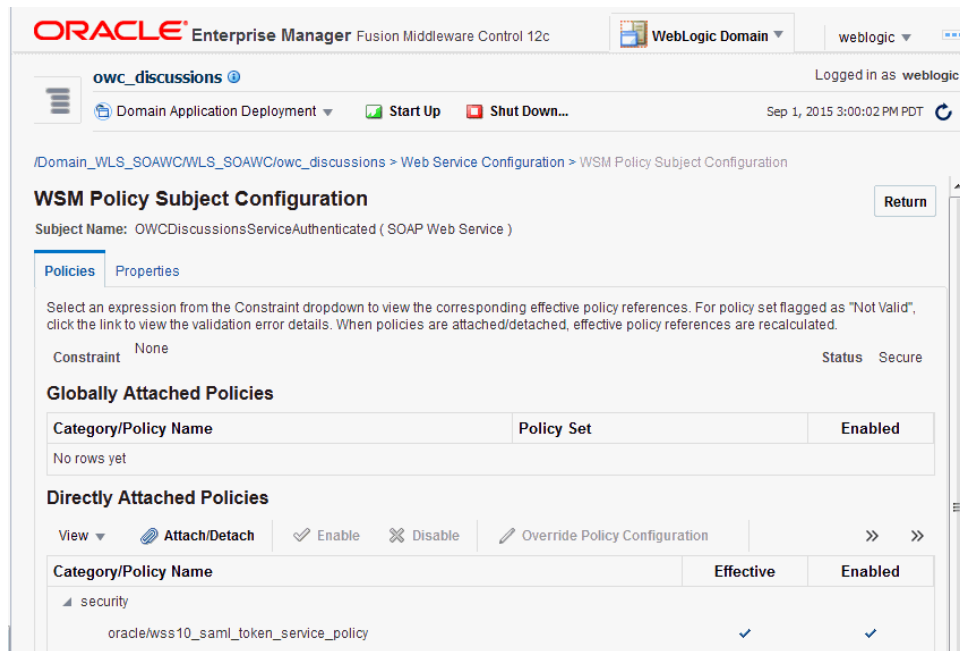 ORACLE Enterprise Manager Fusion Middleware Control 12c WebLogic Domain weblogic
owc_discussions Logged in as weblogic
Domain Application Deployment Start Up Shut Down... Sep 1, 2015 3:00:02 PM PDT
/Domain_WLS_SOAWC/WLS_SOAWC/owc_discussions > Web Service Configuration > WSM Policy Subject Configuration
WSM Policy Subject Configuration Return
Subject Name: OWCDiscussionsServiceAuthenticated ( SOAP Web Service )
Policies Properties
Select an expression from the Constraint dropdown to view the corresponding effective policy references. For policy set flagged as "Not Valid",
click the link to view the validation error details. When policies are attached/detached, effective policy references are recalculated.
Constraint None Status Secure
Globally Attached Policies
Category/Policy Name Policy Set Enabled
No rows yet
Directly Attached Policies
View Attach/Detach Enable Disable Override Policy Configuration » »
Category/Policy Name Effective Enabled
security
oracle/wss10_saml_token_service_policy